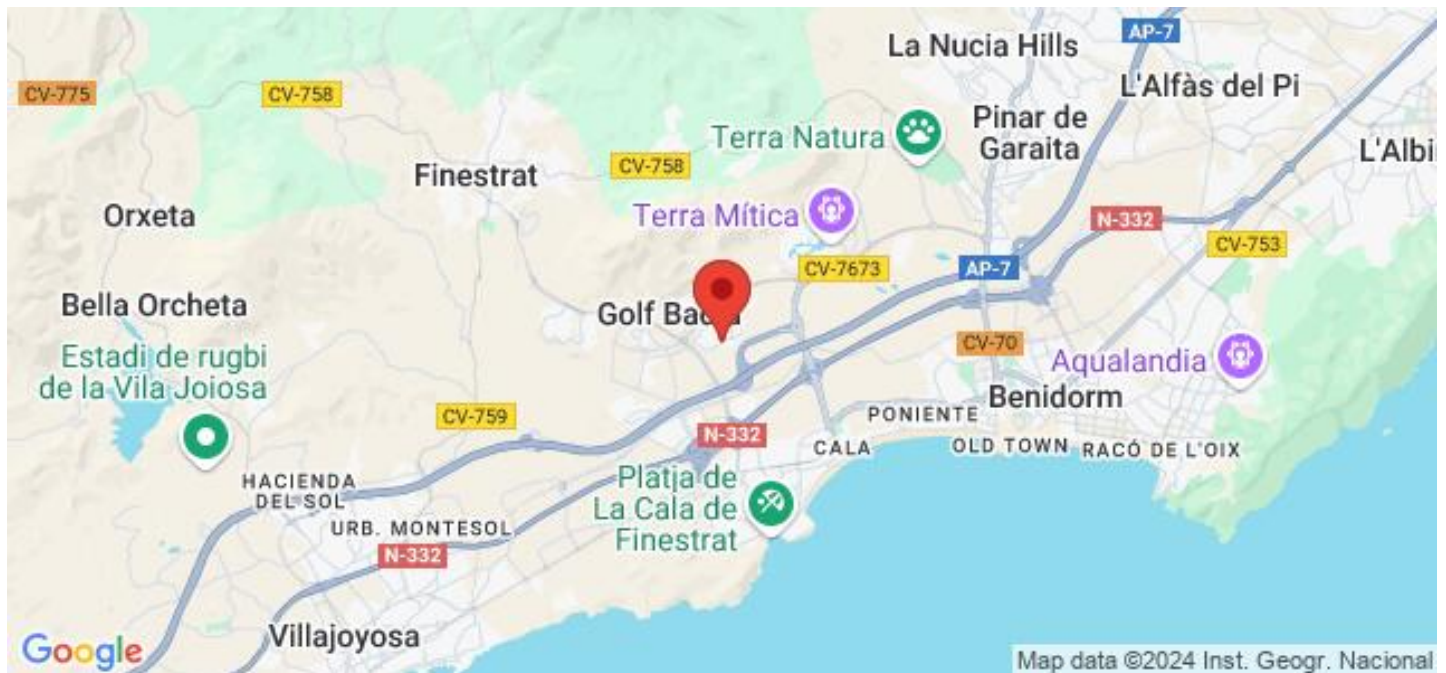 La Nucia Hills
AP-7
CV-775
CV-758
L'Alfàs del Pi
Terra Natura
Pinar de
Garaita
L'Albi
Finestrat
CV-758
Orxeta
Terra Mítica
N-332
CV-753
CV-7673
AP-7
Bella Orcheta
Golf Ba
Estadi de rugbi
de la Vila Joiosa
CV-70
Aqualandia
Benidorm
CV-759
PONIENTE
N-332
CALA
OLD TOWN
RACÓ DE L'OIX
HACIENDA
DEL SOL
Platja de
La Cala de
Finestrat
URB. MONTESOL
N-332
Villajoyosa
Google
Map data ©2024 Inst. Geogr. Nacional